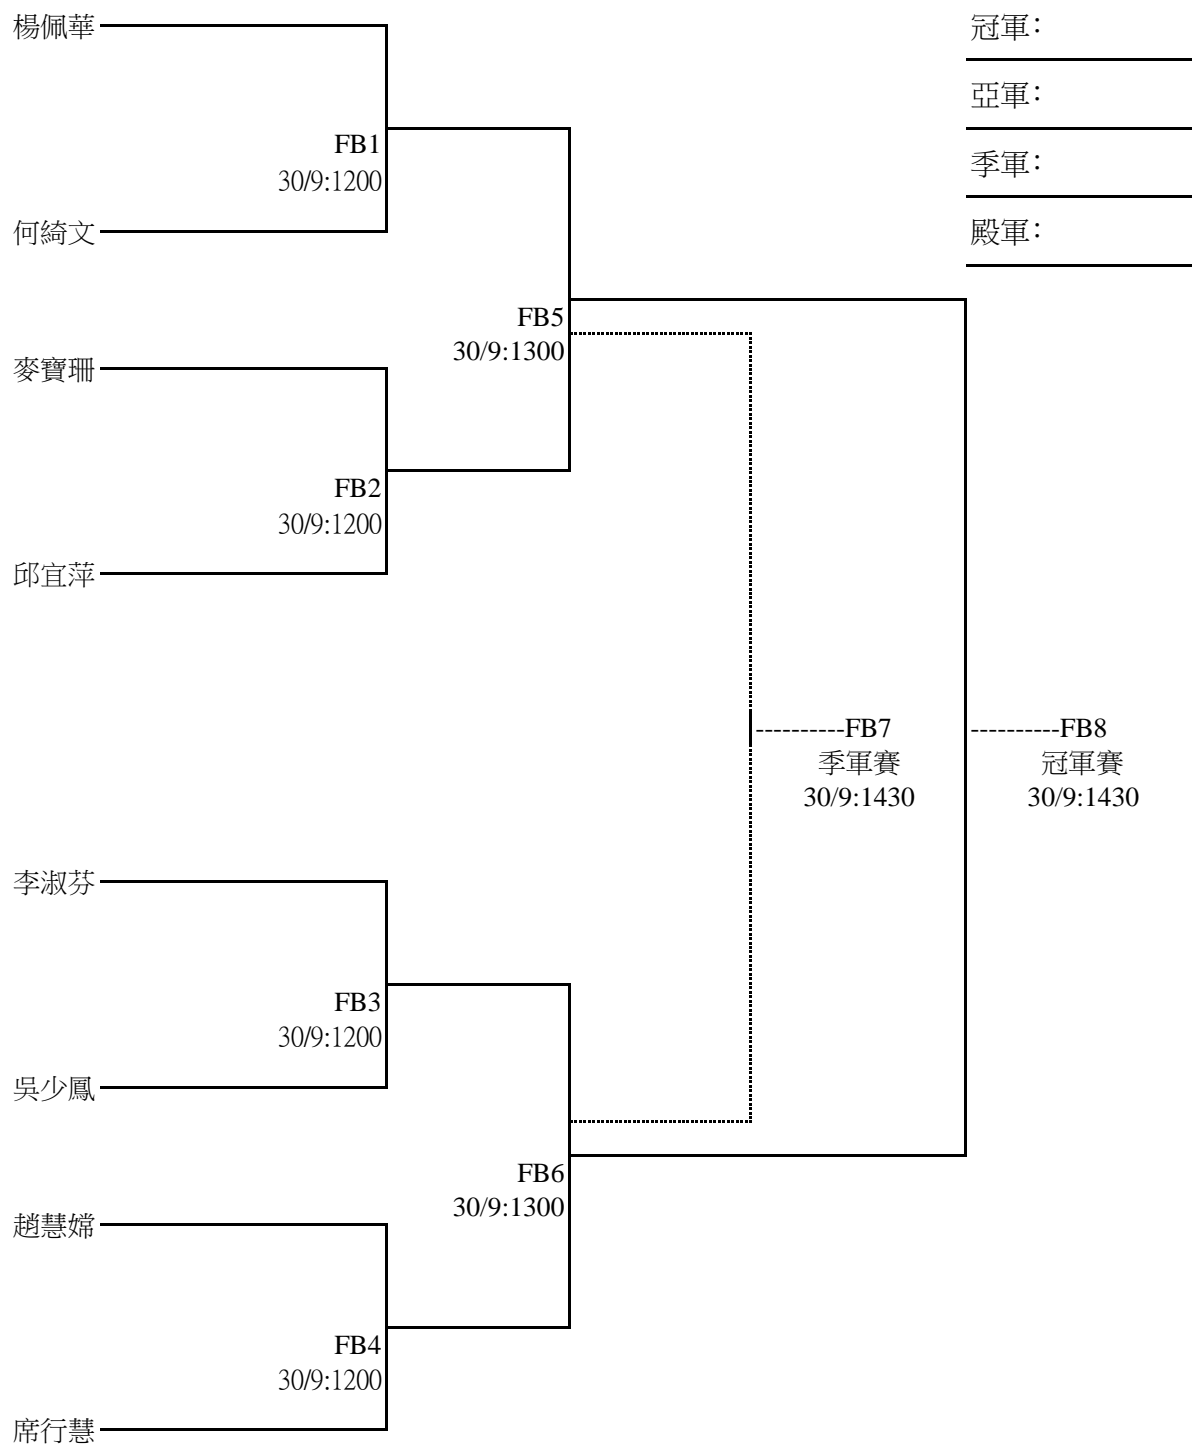 楊佩華
冠軍：
亞軍：
FB1
季軍：
30/9:1200
何綺文
殿軍：
FB5
30/9:1300
麥寶珊
FB2
30/9:1200
邱宜萍
----------FB7
----------FB8
季軍賽
冠軍賽
30/9:1430
30/9:1430
李淑芬
FB3
30/9:1200
吳少鳳
FB6
30/9:1300
趙慧嫦
FB4
30/9:1200
席行慧